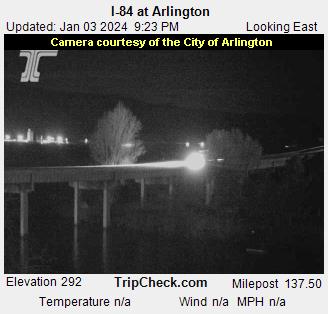 I-84 at Arlington
Updated: Jan 03 2024 9:23 PM Looking East
Camera courtesy of the City of Arlington
Elevation 292 TripCheck.com Milepost 137.50
Temperature n/a Wind n/a MPH n/a